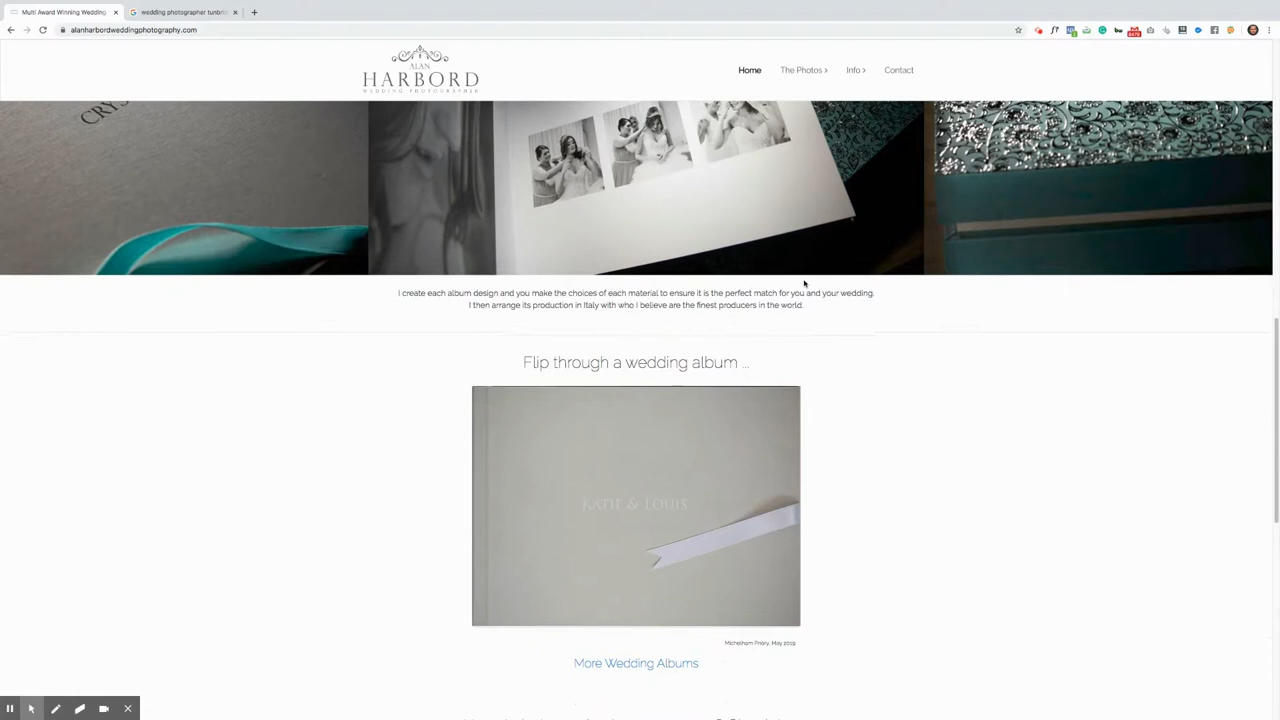 Multi Award Winning Wedding
wedding photographer tunbri
alanharbordweddingphotography.com
ALAN
HARBORD
WEDDING PHOTOGRAPHER
Home
The Photos
Info
Contact
CRYS
I create each album design and you make the choices of each material to ensure it is the perfect match for you and your wedding.
I then arrange its production in Italy with who I believe are the finest producers in the world.
Flip through a wedding album ...
KATIE & LOUIS
Michelham Priory, May 2019
More Wedding Albums